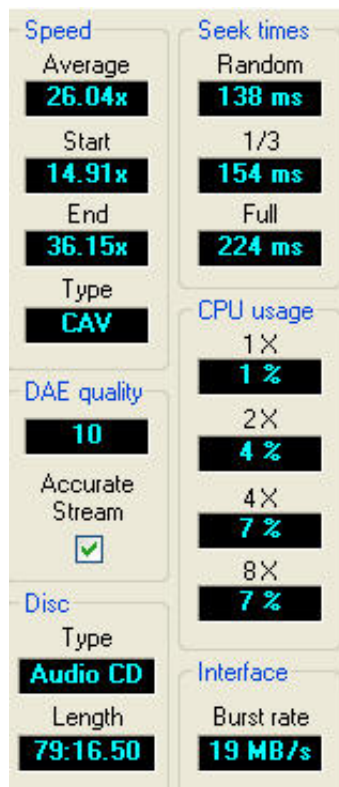 Speed
Average
26.04x
Start
14.91x
End
36.15x
Type
CAV
DAE quality
10
Accurate
Stream
Disc
Type
Audio CD
Length
79:16.50
Seek times
Random
138 ms
1/3
154 ms
Full
224 ms
CPU usage
1X
1 %
2X
4 %
4X
7 %
8X
7 %
Interface
Burst rate
19 MB/s